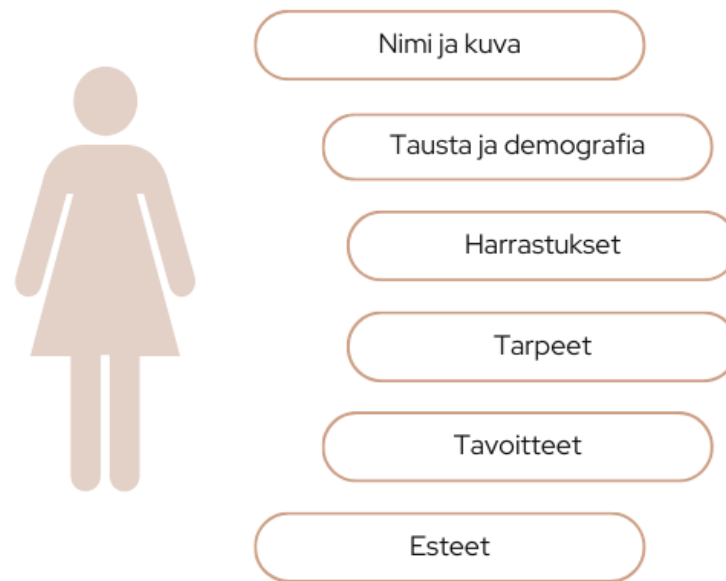 Nimi ja kuva
Tausta ja demografia
Harrastukset
Tarpeet
Tavoitteet
Esteet